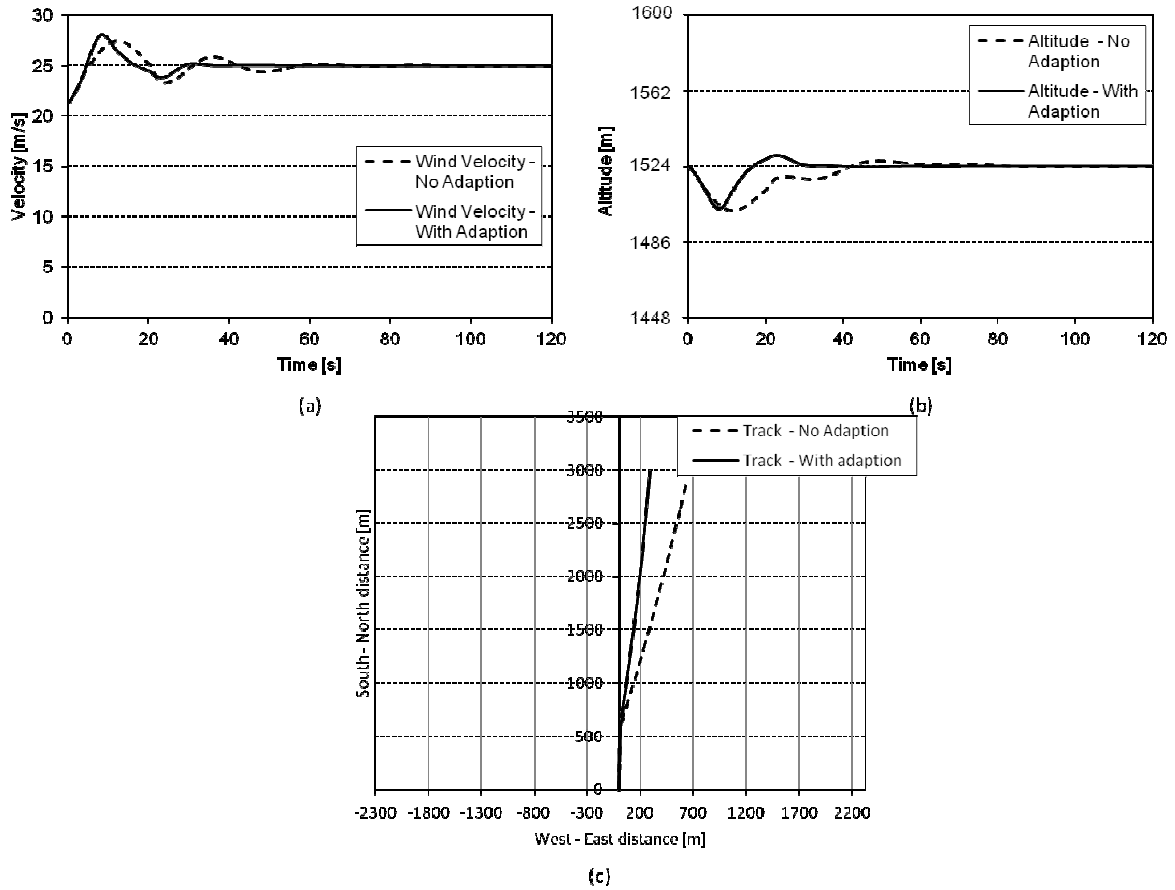 30
25
20
15
10
5
0
Velocity [m/s]
Wind Velocity -
No Adaption
Wind Velocity -
With Adaption
0
20
40
60
80
100
120
Time [s]
(a)
1600
1562
1524
1486
1448
Altitude [m]
Altitude - No
Adaption
Altitude - With
Adaption
0
20
40
60
80
100
120
Time [s]
(b)
3500
3000
2500
2000
1500
1000
500
0
South - North distance [m]
Track - No Adaption
Track - With adaption
-2300
-1800
-1300
-800
-300
200
700
1200
1700
2200
West - East distance [m]
(c)